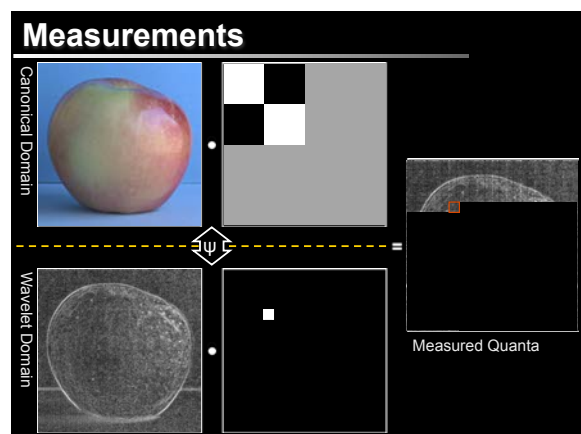 Measurements
Canonical Domain
ψ
=
Wavelet Domain
Measured Quanta